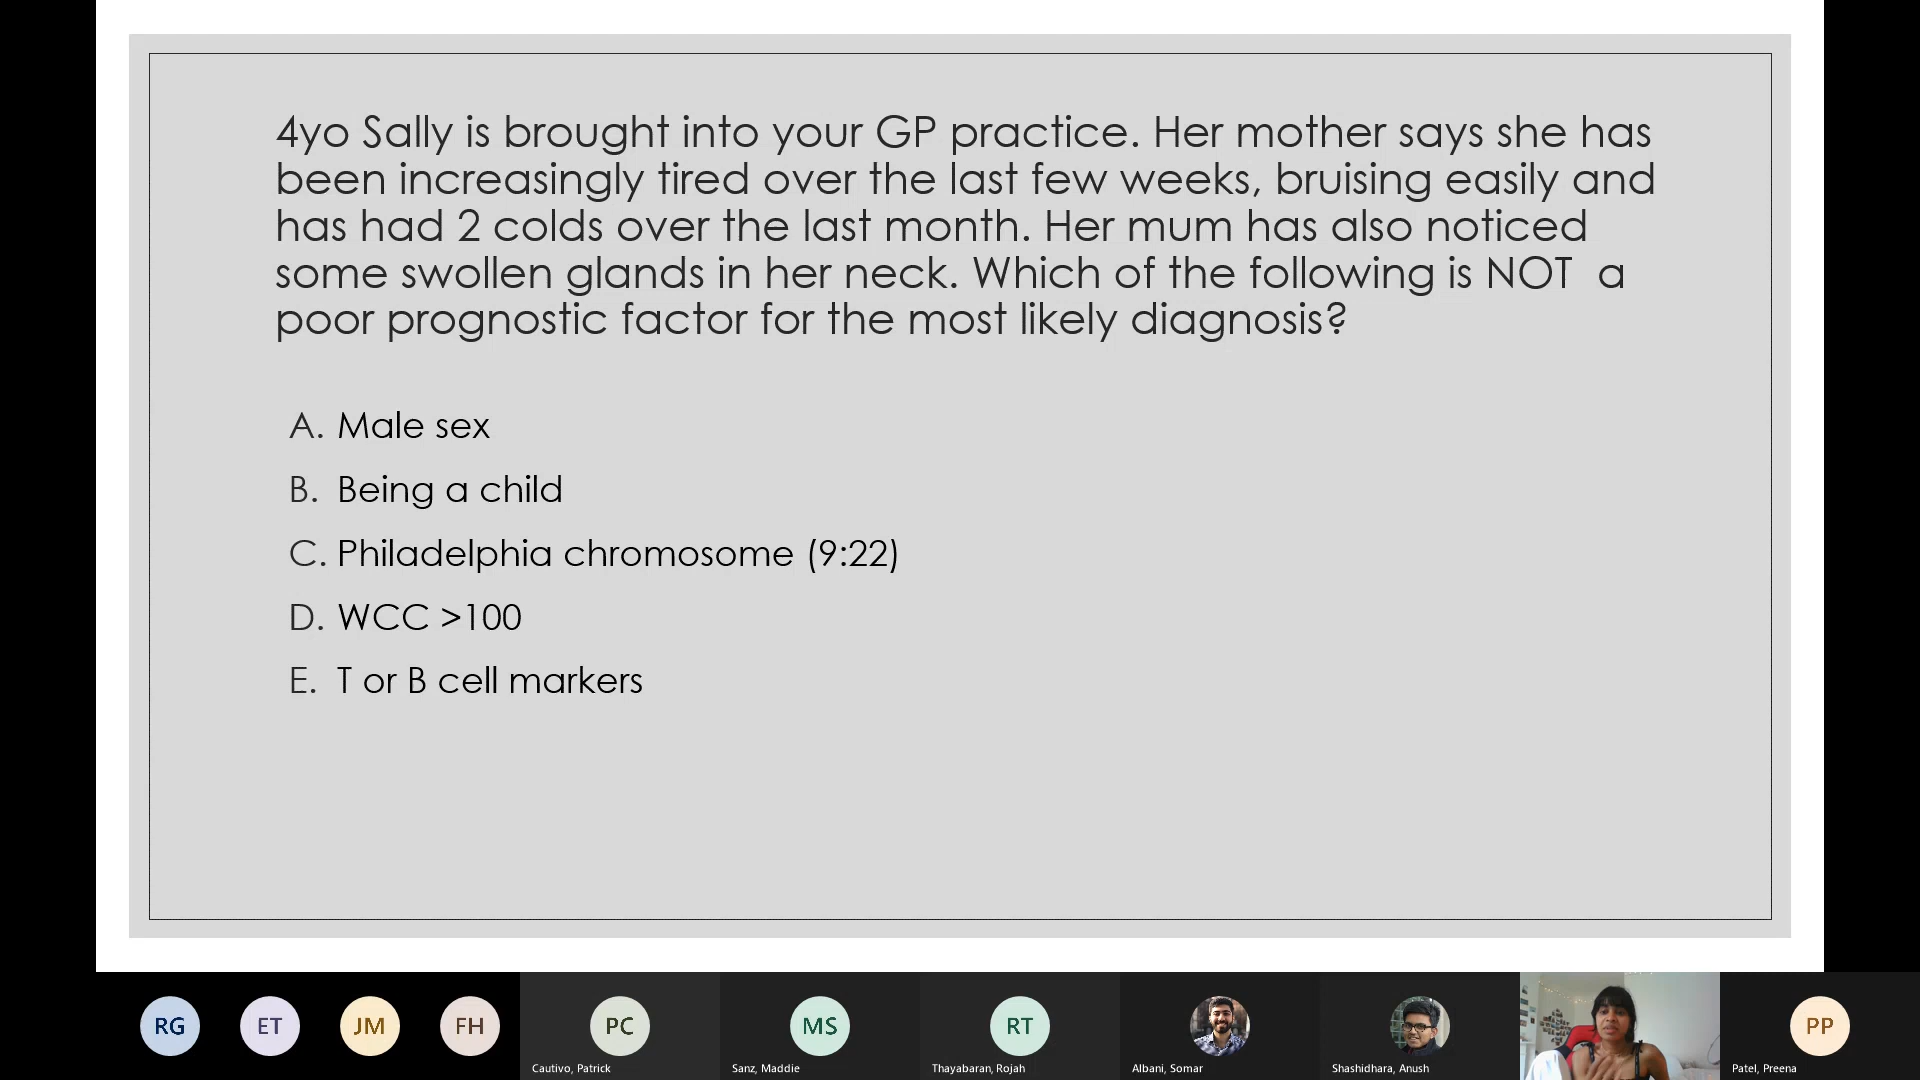 4yo Sally is brought into your GP practice. Her mother says she has
been increasingly tired over the last few weeks, bruising easily and
has had 2 colds over the last month. Her mum has also noticed
some swollen glands in her neck. Which of the following is NOT  a
poor prognostic factor for the most likely diagnosis?
A. Male sex
B. Being a child
C. Philadelphia chromosome (9:22)
D. WCC >100
E. T or B cell markers
RG
ET
JM
FH
PC
MS
RT
PP
Cautivo, Patrick
Sanz, Maddie
Thayabaran, Rojah
Albani, Somar
Shashidhara, Anush
Patel, Preena